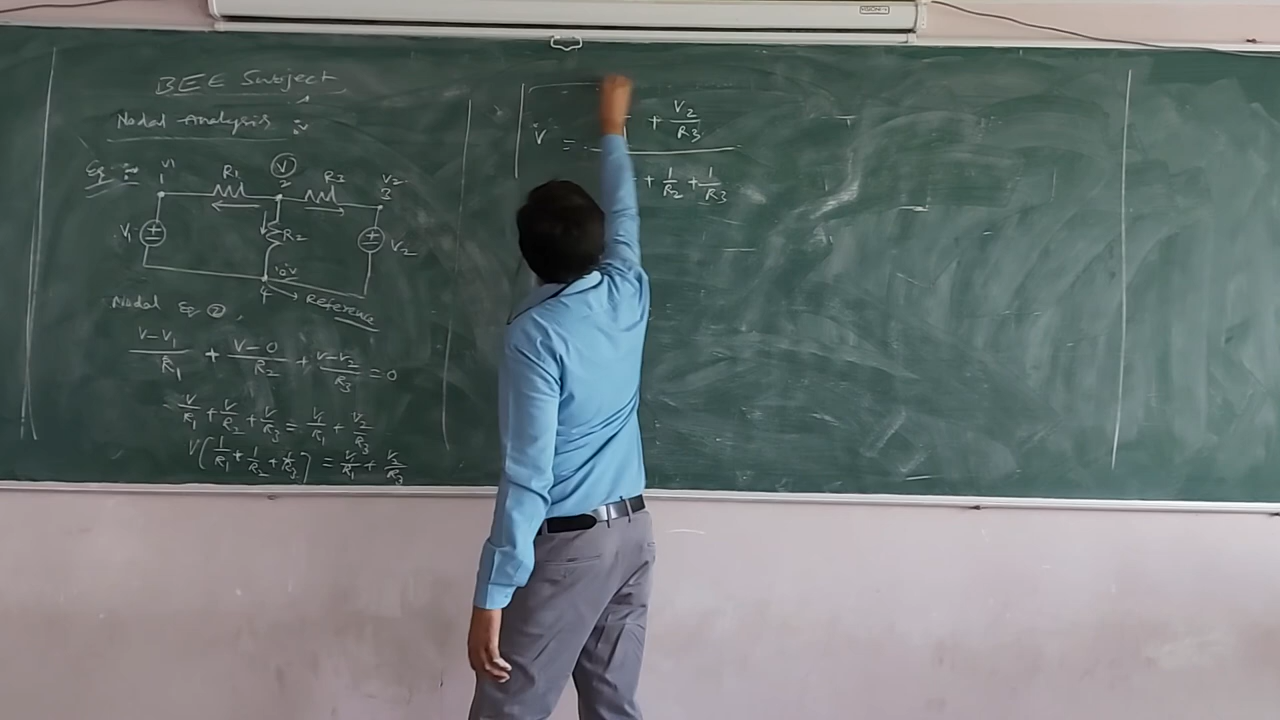 BEE Subject
Nodal Analysis :-
Eg :-
V1 1 R1 V 2 R3 V2 3
V1 + - R2 + - V2
0V
4 → Reference
Nodal Eq ②,
V-V1/R1 + V-0/R2 + V-V2/R3 = 0
V/R1 + V/R2 + V/R3 = V1/R1 + V2/R3
V(1/R1 + 1/R2 + 1/R3) = V1/R1 + V2/R3
V = + V2/R3
+ 1/R2 + 1/R3